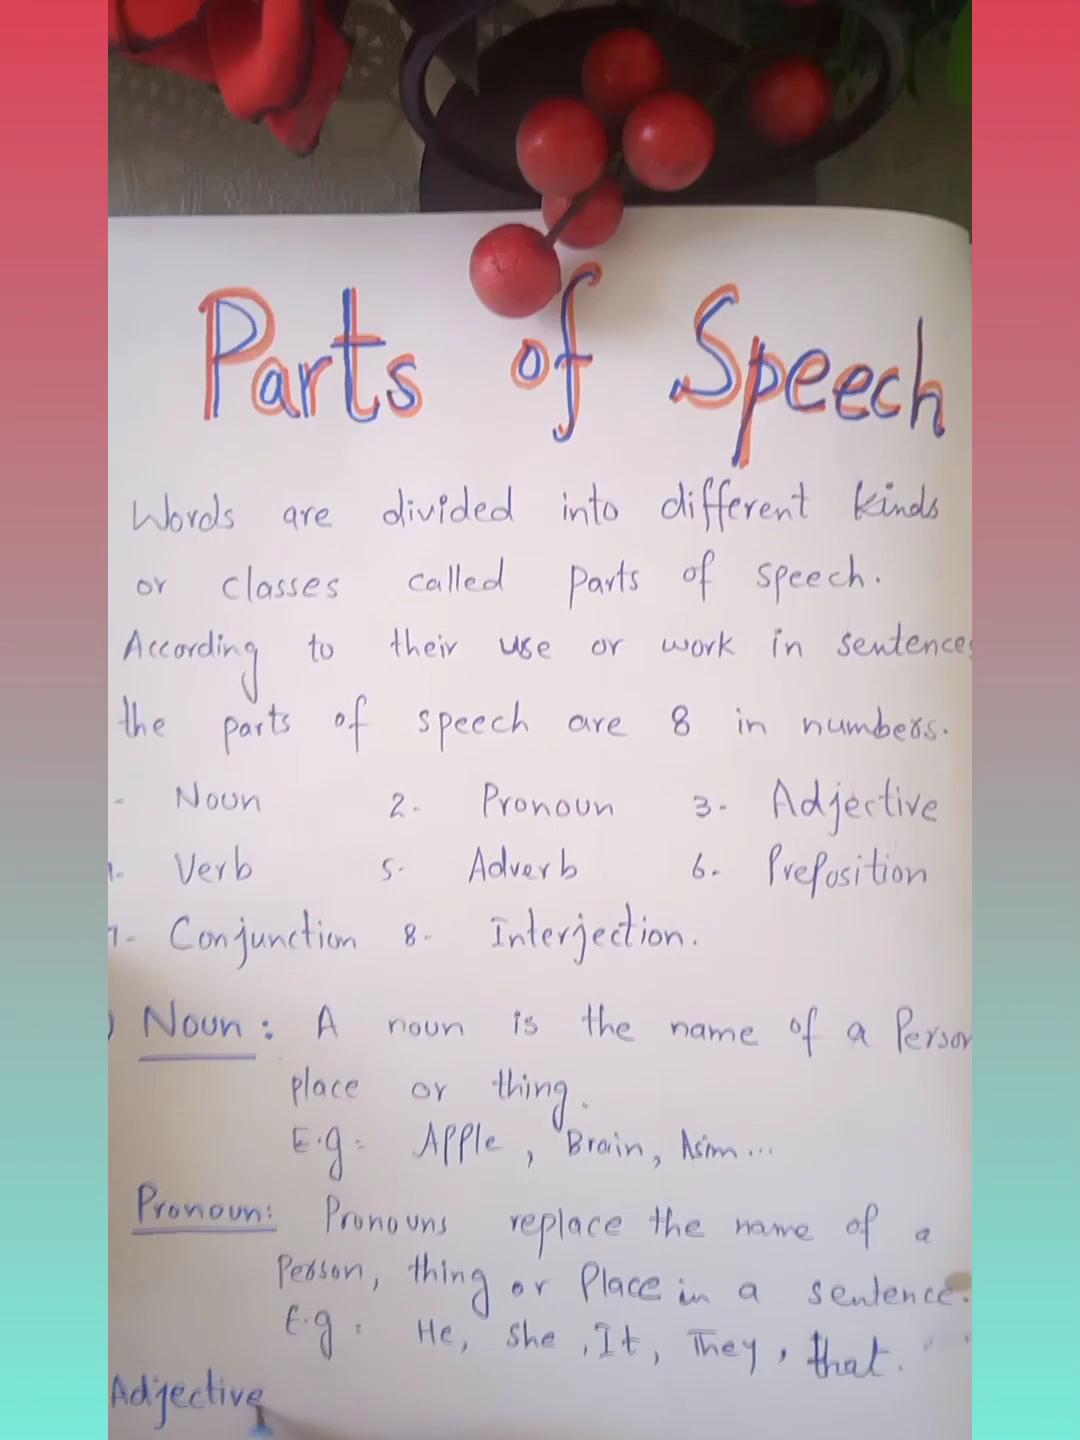 Parts of Speech
Words are divided into different kinds
or classes called parts of speech.
According to their use or work in sentences
the parts of speech are 8 in numbers.
- Noun 2- Pronoun 3- Adjective
- Verb 5- Adverb 6- Preposition
7- Conjunction 8- Interjection.
) Noun: A noun is the name of a Person
place or thing.
E.g = Apple, Brain, Asim...
Pronoun: Pronouns replace the name of a
Person, thing or Place in a sentence.
E.g : He, She, It, They, that.
Adjective